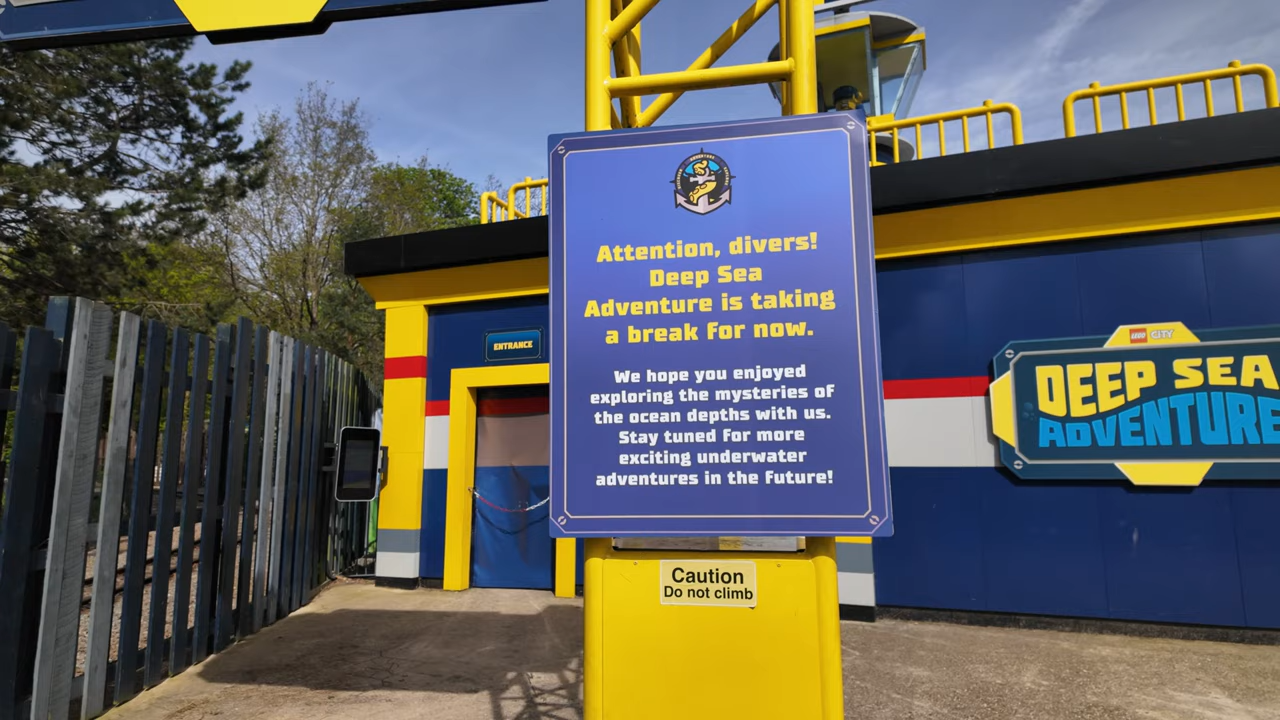 Attention, divers!
Deep Sea
Adventure is taking
a break for now.
We hope you enjoyed
exploring the mysteries of
the ocean depths with us.
Stay tuned for more
exciting underwater
adventures in the future!
Caution
Do not climb
ENTRANCE
LEGO CITY
DEEP SEA
ADVENTURE